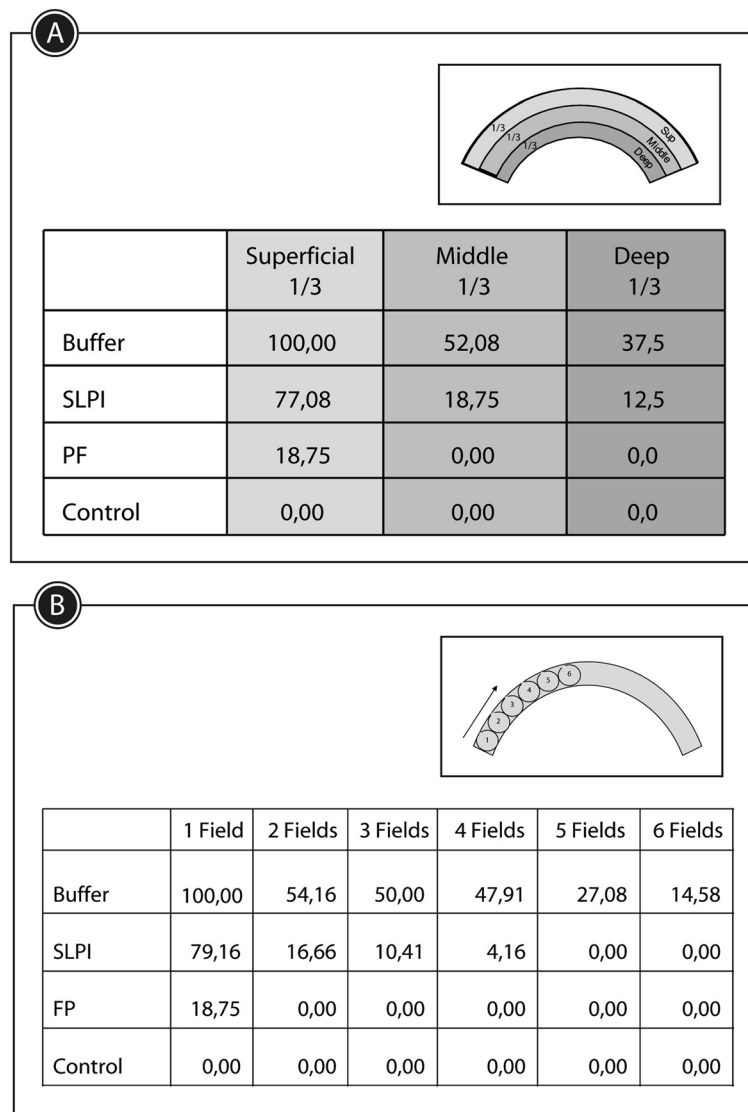 A
1/3
1/3
1/3
Sup
Middle
Deep
Superficial 1/3 Middle 1/3 Deep 1/3
Buffer 100,00 52,08 37,5
SLPI 77,08 18,75 12,5
PF 18,75 0,00 0,0
Control 0,00 0,00 0,0
B
1 2 3 4 5 6
1 Field 2 Fields 3 Fields 4 Fields 5 Fields 6 Fields
Buffer 100,00 54,16 50,00 47,91 27,08 14,58
SLPI 79,16 16,66 10,41 4,16 0,00 0,00
FP 18,75 0,00 0,00 0,00 0,00 0,00
Control 0,00 0,00 0,00 0,00 0,00 0,00